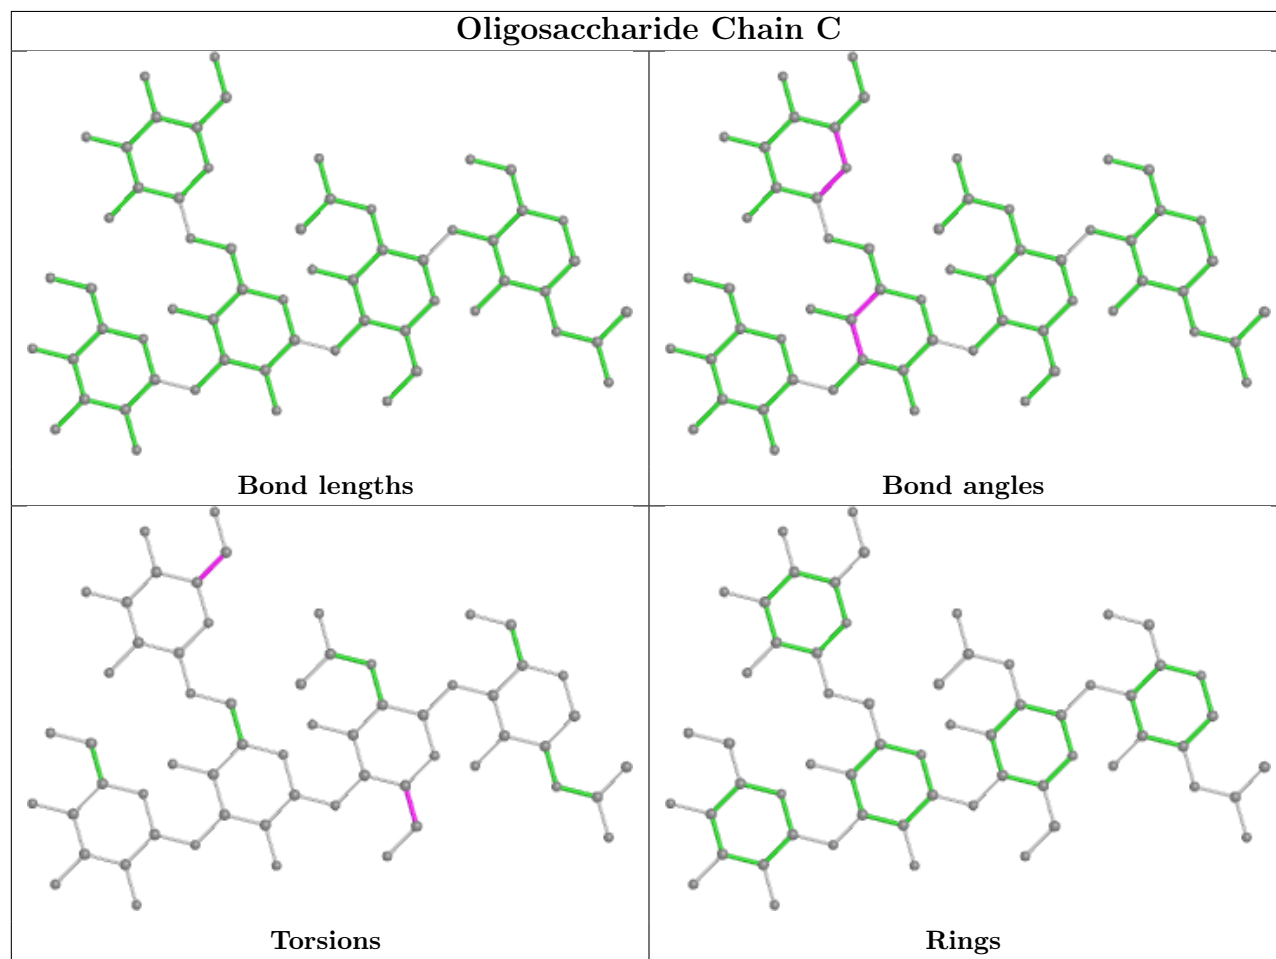 Oligosaccharide Chain C
Bond lengths
Bond angles
Torsions
Rings